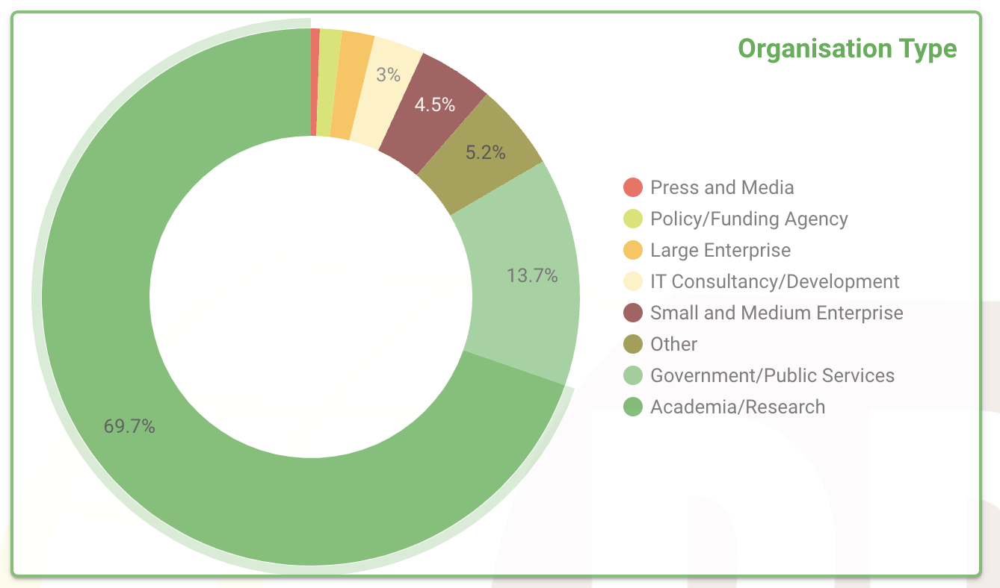 Organisation Type
3%
4.5%
5.2%
13.7%
69.7%
Press and Media
Policy/Funding Agency
Large Enterprise
IT Consultancy/Development
Small and Medium Enterprise
Other
Government/Public Services
Academia/Research